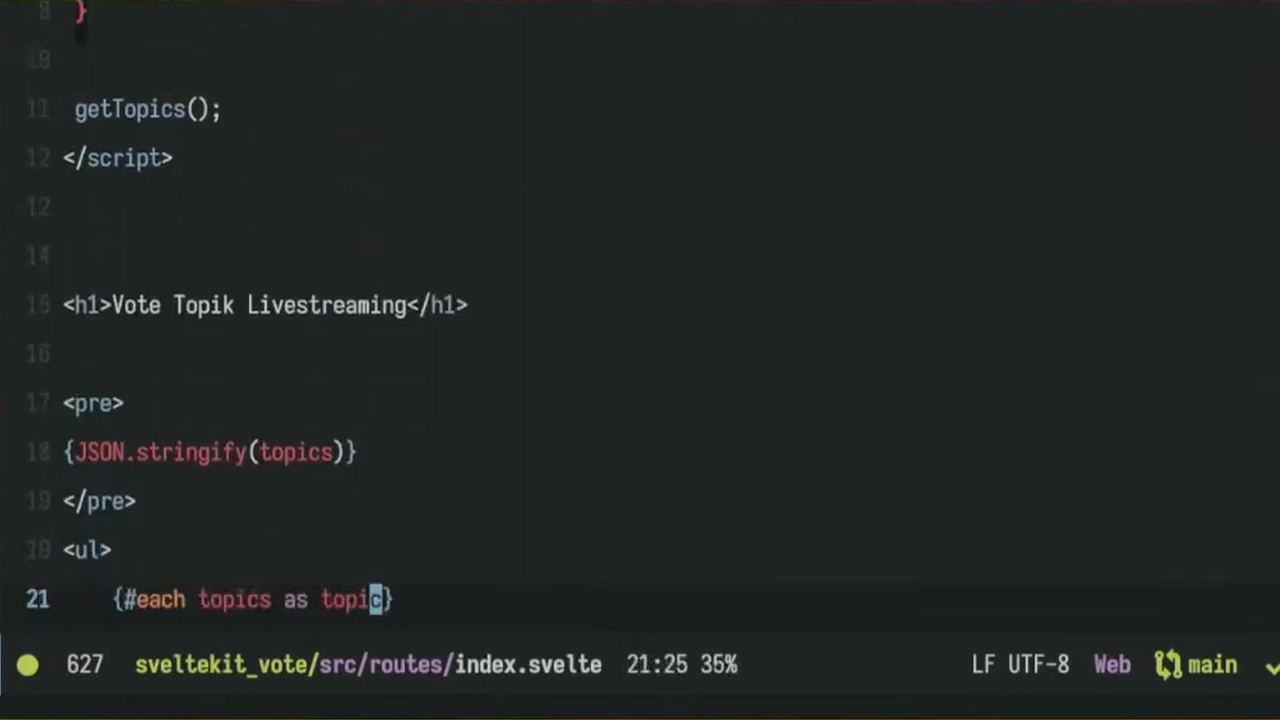 8 }
10
11 getTopics();
12 </script>
12
14
15 <h1>Vote Topik Livestreaming</h1>
16
17 <pre>
18 {JSON.stringify(topics)}
19 </pre>
20 <ul>
21 {#each topics as topic}
627 sveltekit_vote/src/routes/index.svelte 21:25 35% LF UTF-8 Web main